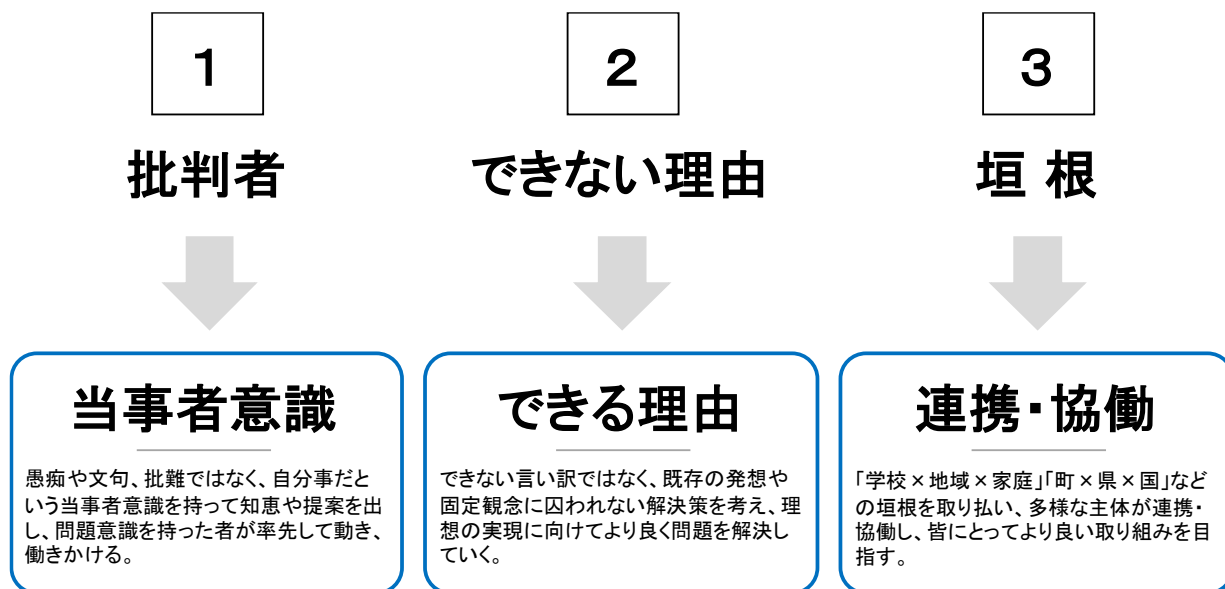 1
批判者
当事者意識
愚痴や文句、批難ではなく、自分事だと
いう当事者意識を持って知恵や提案を出
し、問題意識を持った者が率先して動き、
働きかける。
2
できない理由
できる理由
できない言い訳ではなく、既存の発想や
固定観念に囚われない解決策を考え、理
想の実現に向けてより良く問題を解決し
ていく。
3
垣 根
連携・協働
「学校×地域×家庭」「町×県×国」など
の垣根を取り払い、多様な主体が連携・
協働し、皆にとってより良い取り組みを目
指す。